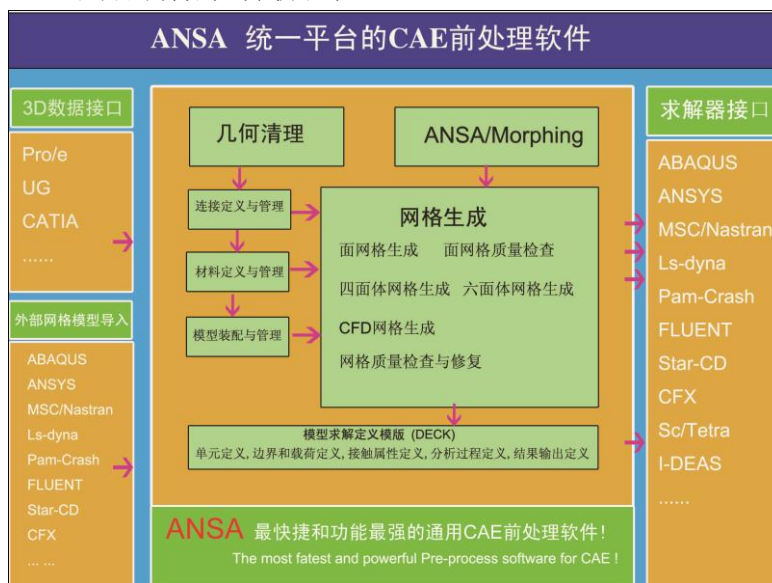 ANSA 统一平台的CAE前处理软件
3D数据接口
Pro/e
UG
CATIA
......
外部网格模型导入
ABAQUS
ANSYS
MSC/Nastran
Ls-dyna
Pam-Crash
FLUENT
Star-CD
CFX
... ...
几何清理
ANSA/Morphing
连接定义与管理
材料定义与管理
模型装配与管理
网格生成
面网格生成 面网格质量检查
四面体网格生成 六面体网格生成
CFD网格生成
网格质量检查与修复
模型求解定义模版 (DECK)
单元定义, 边界和载荷定义, 接触属性定义, 分析过程定义, 结果输出定义
ANSA 最快捷和功能最强的通用CAE前处理软件!
The most fatest and powerful Pre-process software for CAE !
求解器接口
ABAQUS
ANSYS
MSC/Nastran
Ls-dyna
Pam-Crash
FLUENT
Star-CD
CFX
Sc/Tetra
I-DEAS
......